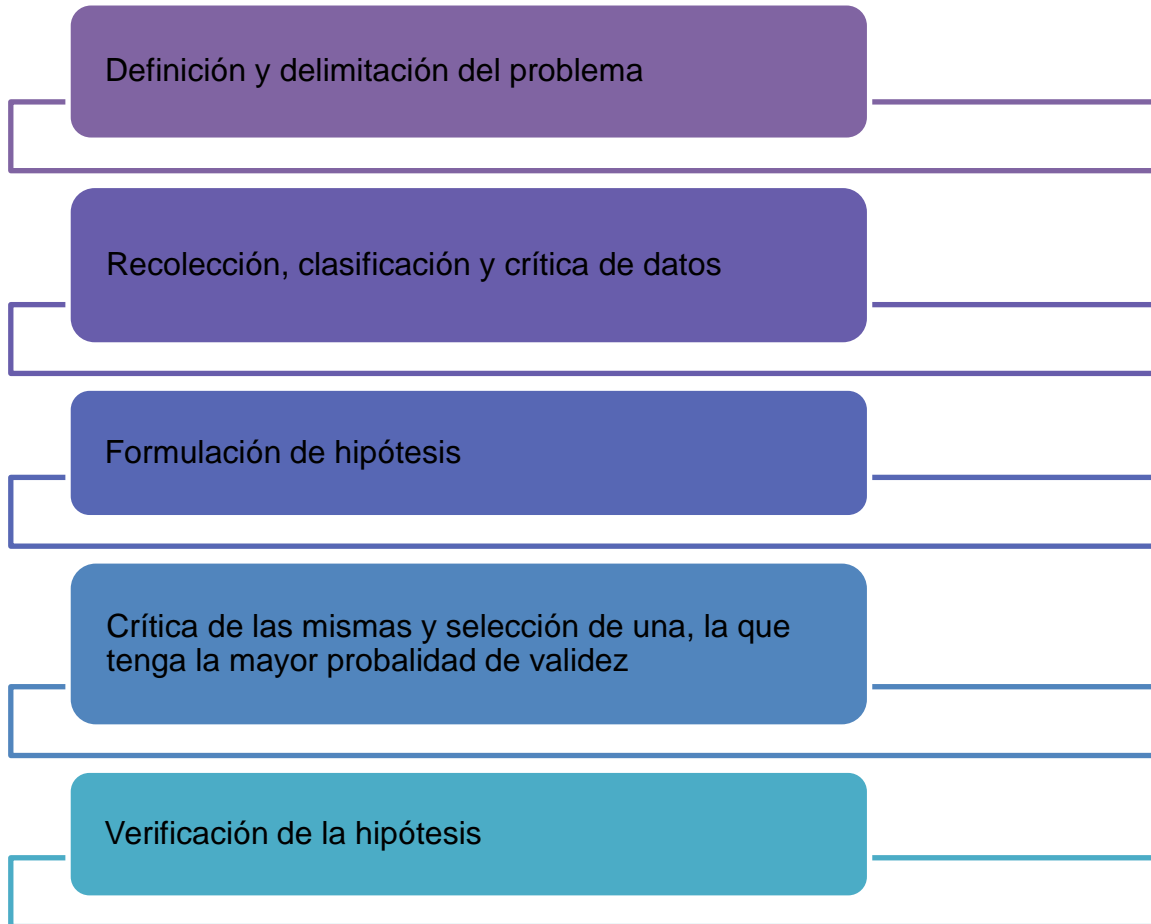 Definición y delimitación del problema
Recolección, clasificación y crítica de datos
Formulación de hipótesis
Crítica de las mismas y selección de una, la que
tenga la mayor probalidad de validez
Verificación de la hipótesis